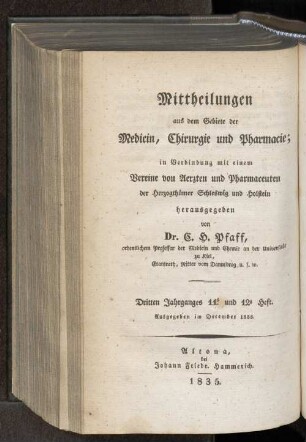 Mittheilungen
aus dem Gebiete der
Medicin, Chirurgie und Pharmacie;
in Verbindung mit einem
Vereine von Aerzten und Pharmaceuten
der Herzogthümer Schleswig und Holstein
herausgegeben
von
Dr. C. H. Pfaff,
ordentlichem Professor der Medicin und Chemie an der Universität
zu Kiel,
Etatsrath, Ritter vom Dannebrog u. s. w.
Dritten Jahrganges 11s und 12s Heft.
Ausgegeben im December 1835
Altona,
bei
Johann Friedr. Hammerich.
1835.